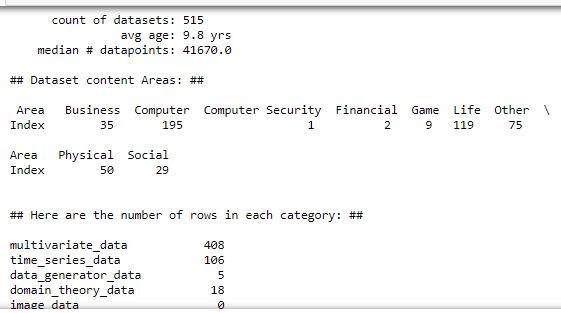 count of datasets: 515
avg age: 9.8 yrs
median # datapoints: 41670.0
## Dataset content Areas: ##
Area Business Computer Computer Security Financial Game Life Other \
Index 35 195 1 2 9 119 75
Area Physical Social
Index 50 29
## Here are the number of rows in each category: ##
multivariate_data 408
time_series_data 106
data_generator_data 5
domain_theory_data 18
image_data 0